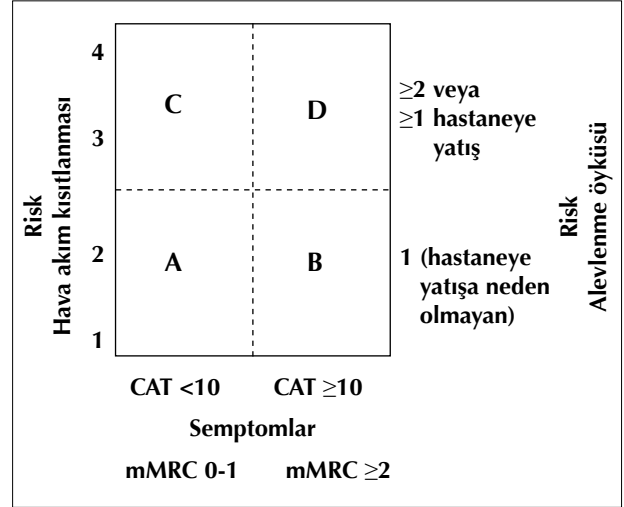 Risk
Hava akım kısıtlanması
4
3
2
1
C
D
A
B
≥2 veya
≥1 hastaneye
yatış
1 (hastaneye
yatışa neden
olmayan)
Risk
Alevlenme öyküsü
CAT <10
CAT ≥10
Semptomlar
mMRC 0-1
mMRC ≥2